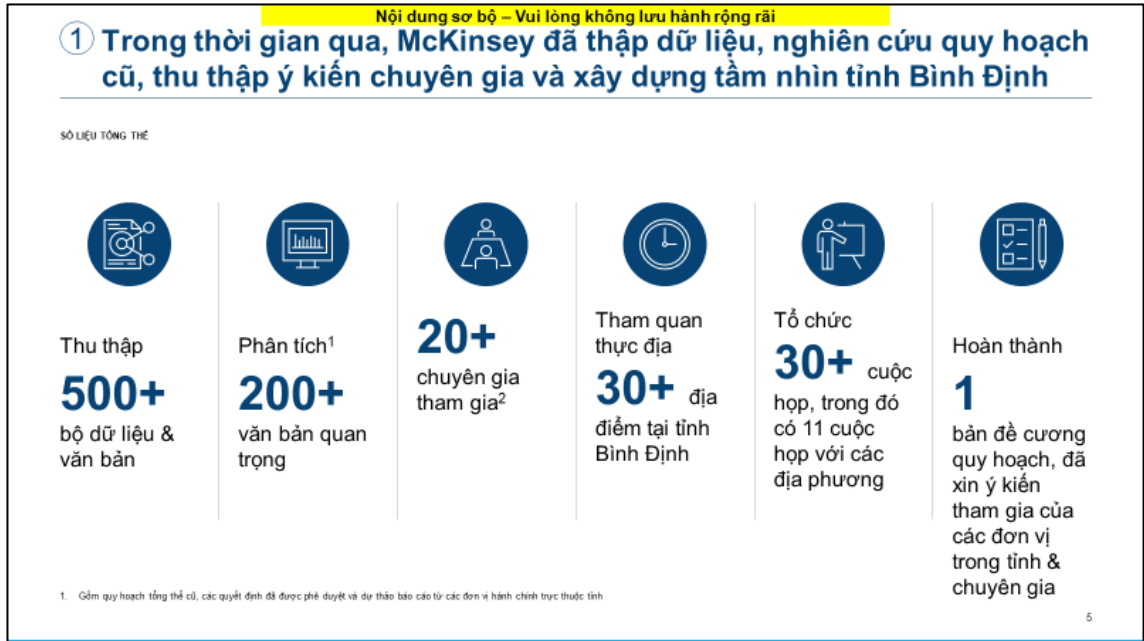 Nội dung sơ bộ – Vui lòng không lưu hành rộng rãi
1 Trong thời gian qua, McKinsey đã thập dữ liệu, nghiên cứu quy hoạch
cũ, thu thập ý kiến chuyên gia và xây dựng tầm nhìn tỉnh Bình Định
SỐ LIỆU TỔNG THỂ
Thu thập
500+
bộ dữ liệu &
văn bản
Phân tích1
200+
văn bản quan
trọng
20+
chuyên gia
tham gia2
Tham quan
thực địa
30+ địa
điểm tại tỉnh
Bình Định
Tổ chức
30+ cuộc
họp, trong đó
có 11 cuộc
họp với các
địa phương
Hoàn thành
1
bản đề cương
quy hoạch, đã
xin ý kiến
tham gia của
các đơn vị
trong tỉnh &
chuyên gia
1. Gồm quy hoạch tổng thể cũ, các quyết định đã được phê duyệt và dự thảo báo cáo từ các đơn vị hành chính trực thuộc tỉnh
5